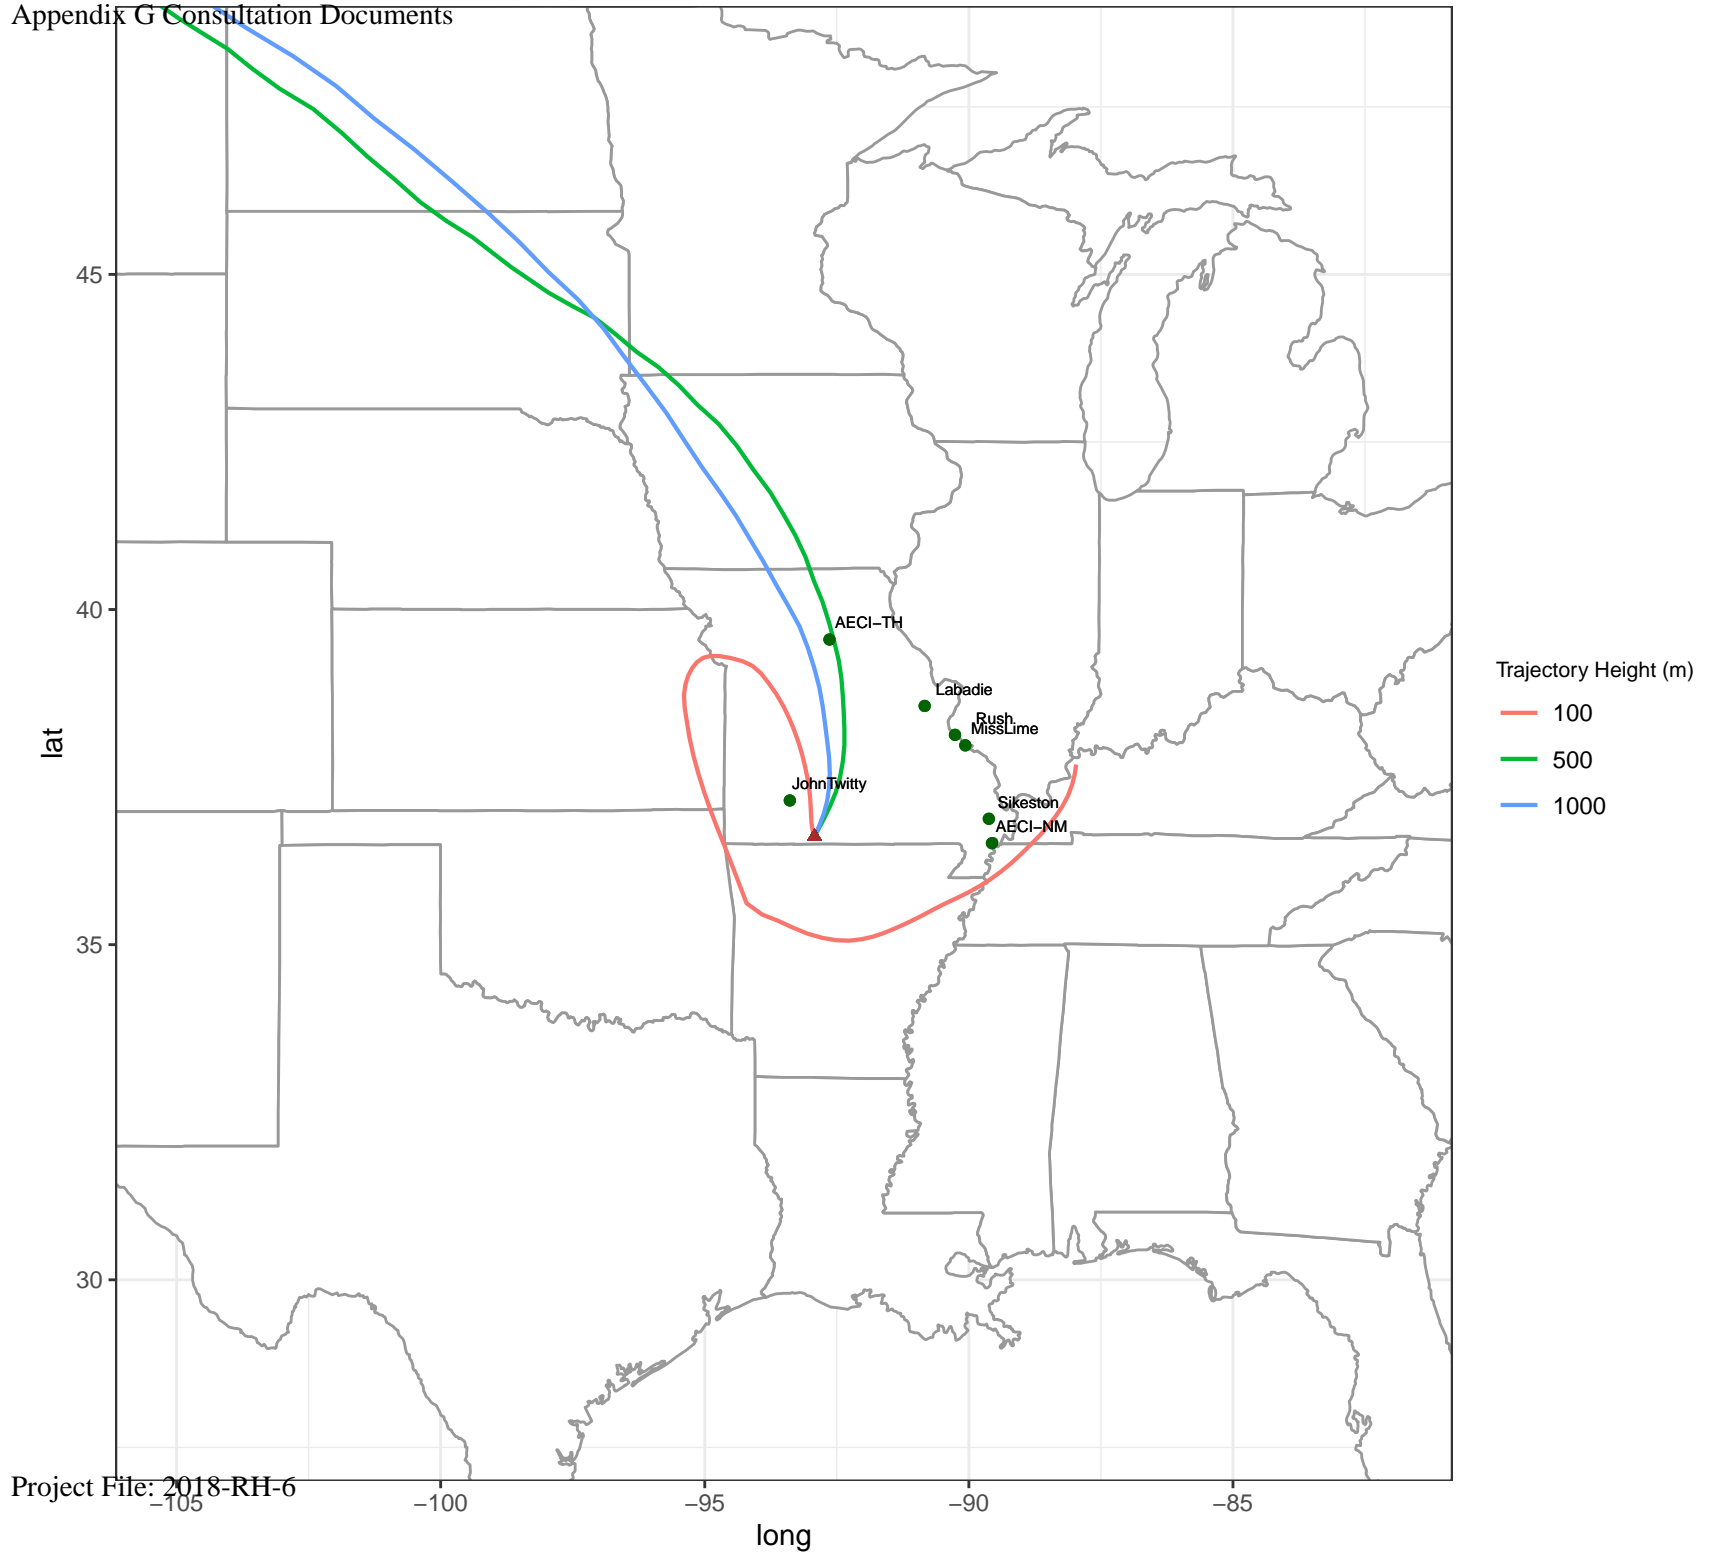 Appendix G Consultation Documents
45
40
35
30
lat
AECI−TH
Labadie
Rush
MissLime
JohnTwitty
Sikeston
AECI−NM
Trajectory Height (m)
100
500
1000
Project File: 2018-RH-6
−105
−100
−95
−90
−85
long